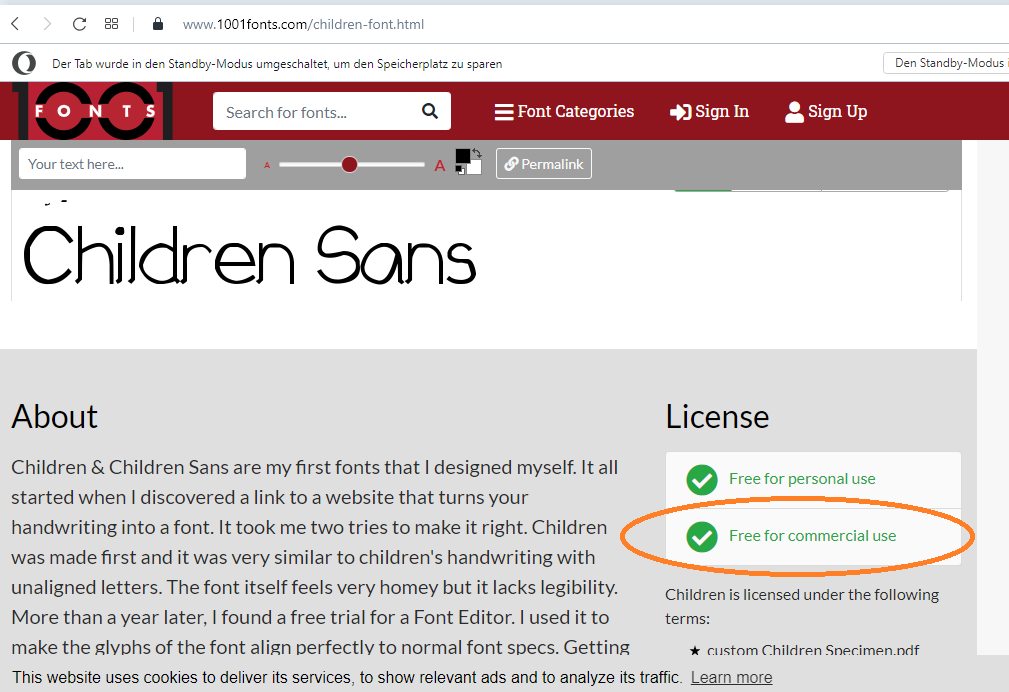 www.1001fonts.com/children-font.html
Der Tab wurde in den Standby-Modus umgeschaltet, um den Speicherplatz zu sparen
Den Standby-Modus
1001
FONTS
Search for fonts...
Font Categories
Sign In
Sign Up
Your text here...
A
A
Permalink
Children Sans
About
Children & Children Sans are my first fonts that I designed myself. It all
started when I discovered a link to a website that turns your
handwriting into a font. It took me two tries to make it right. Children
was made first and it was very similar to children's handwriting with
unaligned letters. The font itself feels very homey but it lacks legibility.
More than a year later, I found a free trial for a Font Editor. I used it to
make the glyphs of the font align perfectly to normal font specs. Getting
License
Free for personal use
Free for commercial use
Children is licensed under the following
terms:
★ custom Children Specimen.pdf
This website uses cookies to deliver its services, to show relevant ads and to analyze its traffic. Learn more